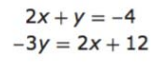 2x + y = -4
-3y = 2x + 12